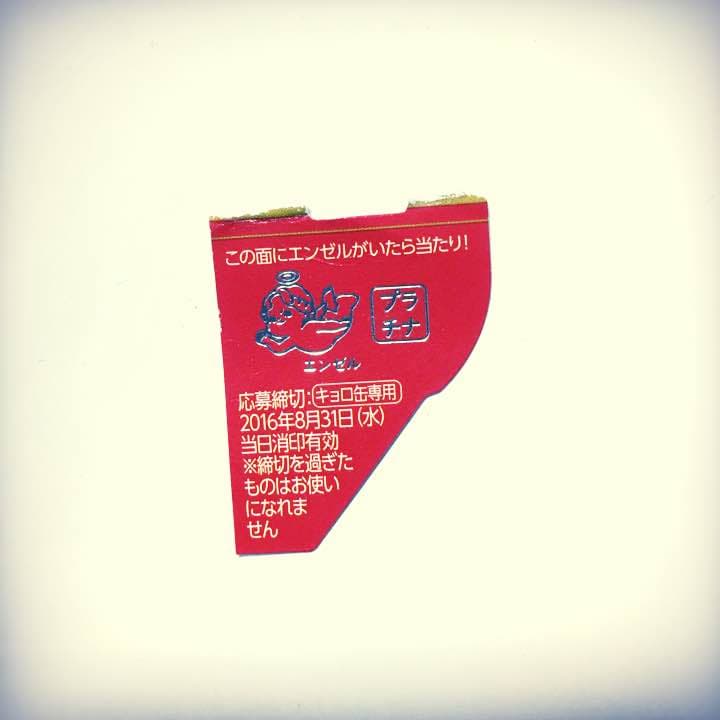 この面にエンゼルがいたら当たり!
プラ
チナ
エンゼル
応募締切:キョロ缶専用
2016年8月31日(水)
当日消印有効
※締切を過ぎた
ものはお使い
になれま
せん